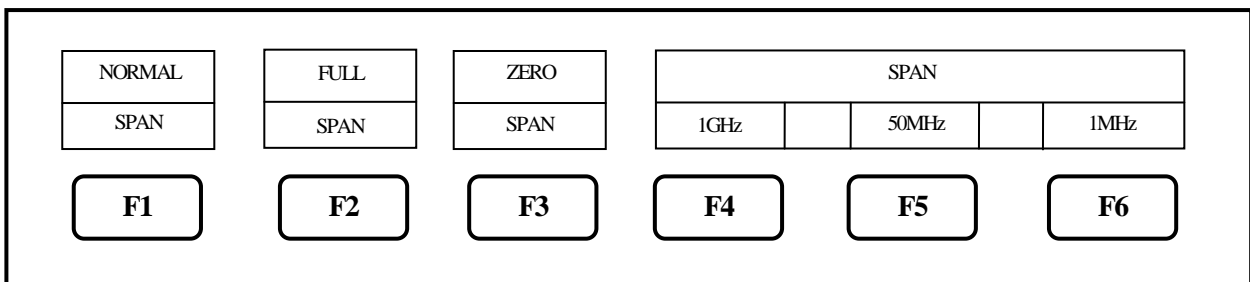 NORMAL FULL ZERO SPAN
SPAN SPAN SPAN 1GHz 50MHz 1MHz
F1 F2 F3 F4 F5 F6